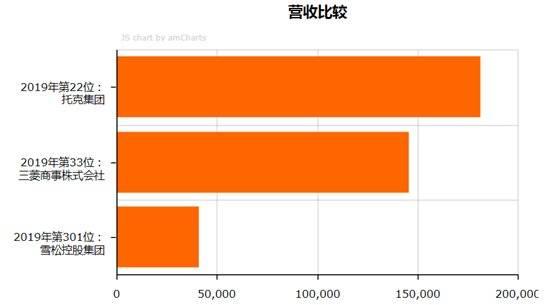 营收比较
JS chart by amCharts
2019年第22位：
托克集团
2019年第33位：
三菱商事株式会社
2019年第301位：
雪松控股集团
0
50,000
100,000
150,000
200,000